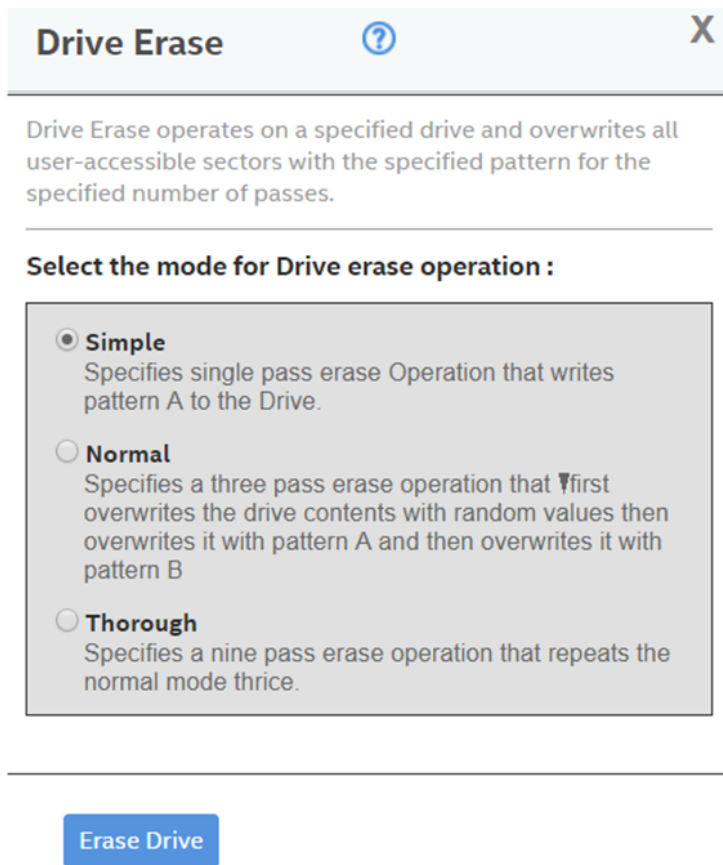 Drive Erase
?
X
Drive Erase operates on a specified drive and overwrites all
user-accessible sectors with the specified pattern for the
specified number of passes.
Select the mode for Drive erase operation :
Simple
Specifies single pass erase Operation that writes
pattern A to the Drive.
Normal
Specifies a three pass erase operation that first
overwrites the drive contents with random values then
overwrites it with pattern A and then overwrites it with
pattern B
Thorough
Specifies a nine pass erase operation that repeats the
normal mode thrice.
Erase Drive